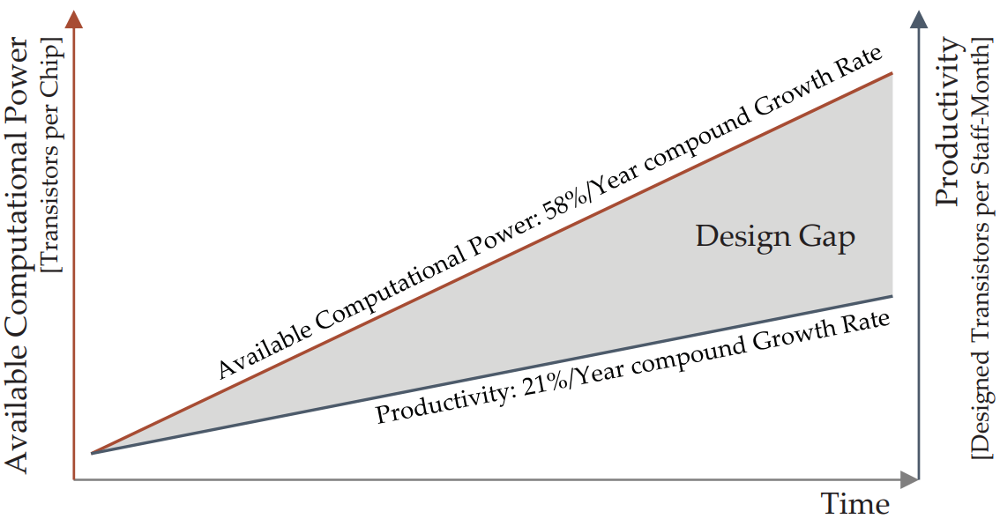 Available Computational Power
[Transistors per Chip]
Available Computational Power: 58%/Year compound Growth Rate
Design Gap
Productivity: 21%/Year compound Growth Rate
Productivity
[Designed Transistors per Staff-Month]
Time